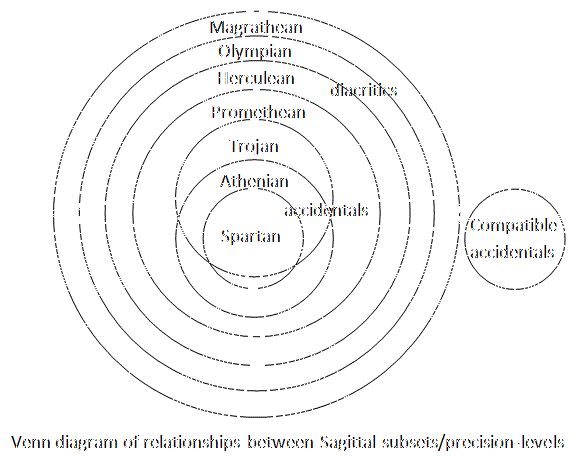 Magrathean
Olympian
Herculean
diacritics
Promethean
Trojan
Athenian
accidentals
Spartan
Compatible
accidentals
Venn diagram of relationships between Sagittal subsets/precision-levels